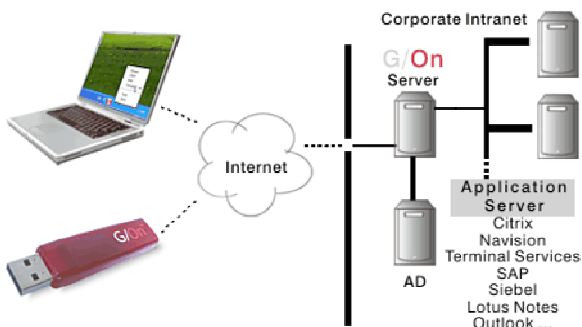 Corporate Intranet
G/On
Server
Internet
G/On
AD
Application
Server
Citrix
Navision
Terminal Services
SAP
Siebel
Lotus Notes
Outlook ...